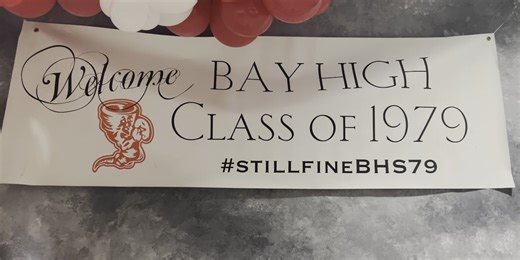 Welcome BAY HIGH
CLASS OF 1979
#STILLFINEBHS79